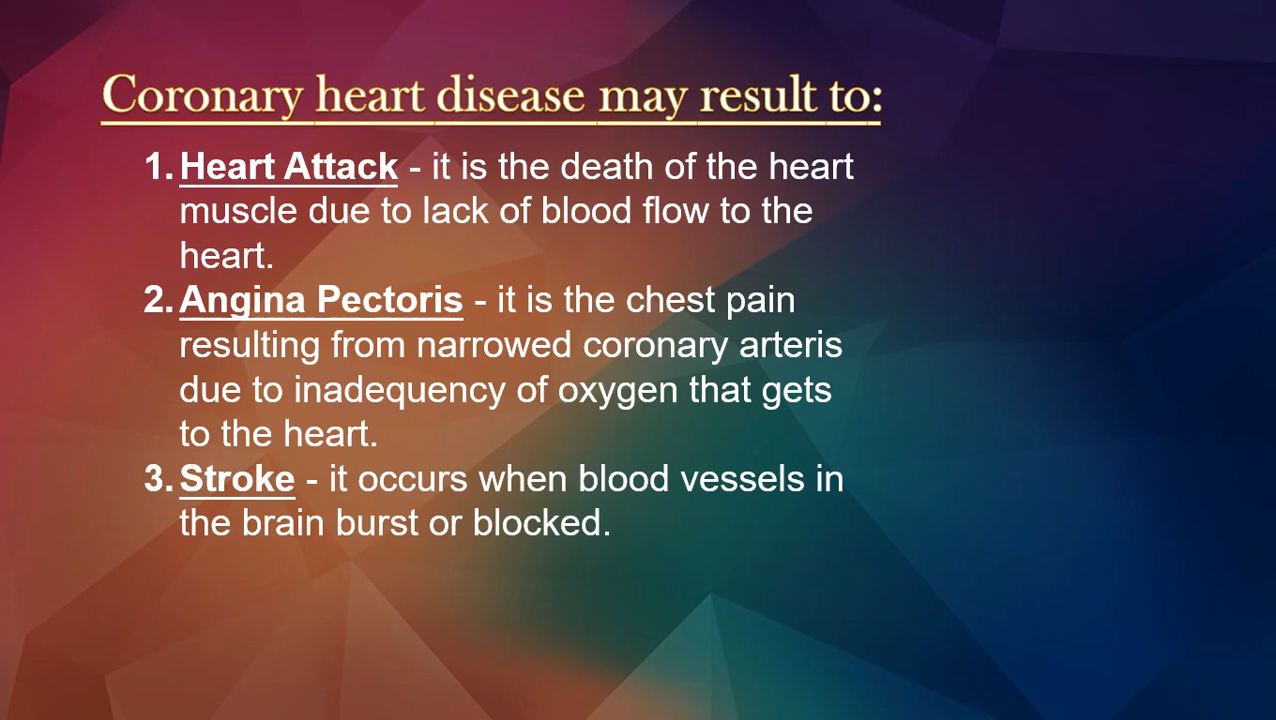 Coronary heart disease may result to:
1. Heart Attack - it is the death of the heart
muscle due to lack of blood flow to the
heart.
2. Angina Pectoris - it is the chest pain
resulting from narrowed coronary arteris
due to inadequency of oxygen that gets
to the heart.
3. Stroke - it occurs when blood vessels in
the brain burst or blocked.